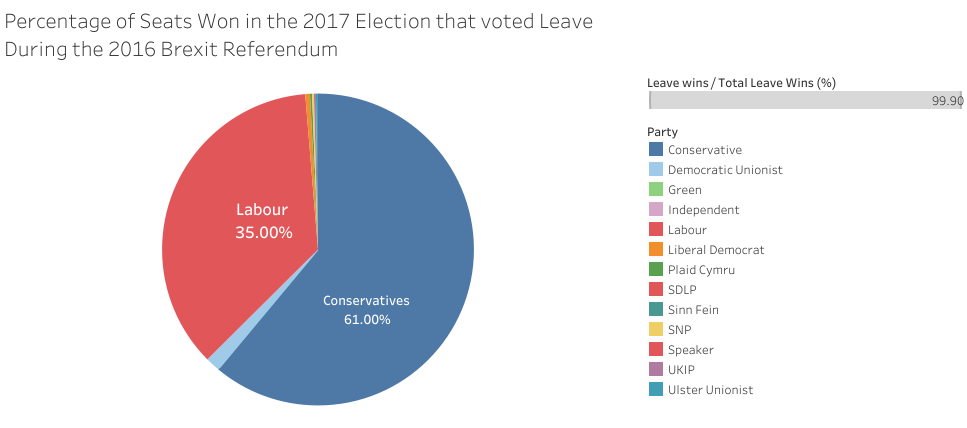 Percentage of Seats Won in the 2017 Election that voted Leave
During the 2016 Brexit Referendum
Leave wins / Total Leave Wins (%)
99.90
Party
Conservative
Democratic Unionist
Green
Independent
Labour
Liberal Democrat
Plaid Cymru
SDLP
Sinn Fein
SNP
Speaker
UKIP
Ulster Unionist
Labour
35.00%
Conservatives
61.00%